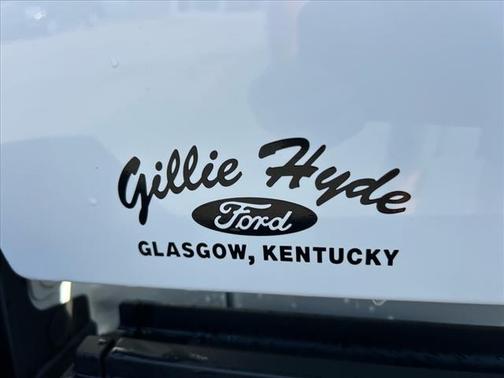 Gillie Hyde
Ford
GLASGOW, KENTUCKY